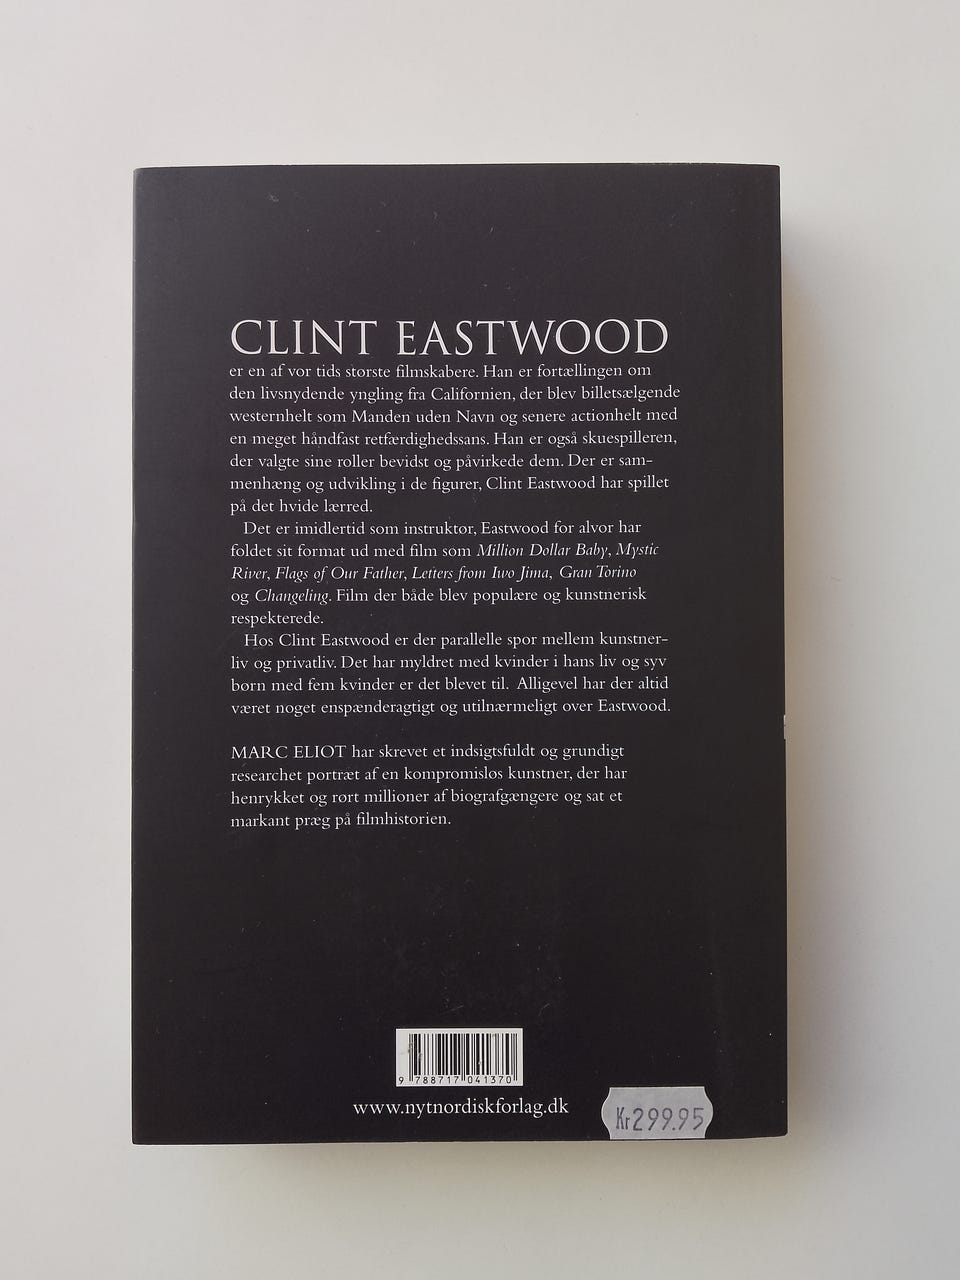 CLINT EASTWOOD
er en af vor tids største filmskabere. Han er fortællingen om
den livsnydende yngling fra Californien, der blev billetsælgende
westernhelt som Manden uden Navn og senere actionhelt med
en meget håndfast retfærdighedssans. Han er også skuespilleren,
der valgte sine roller bevidst og påvirkede dem. Der er sam-
menhæng og udvikling i de figurer, Clint Eastwood har spillet
på det hvide lærred.
Det er imidlertid som instruktør, Eastwood for alvor har
foldet sit format ud med film som Million Dollar Baby, Mystic
River, Flags of Our Father, Letters from Iwo Jima, Gran Torino
og Changeling. Film der både blev populære og kunstnerisk
respekterede.
Hos Clint Eastwood er der parallelle spor mellem kunstner-
liv og privatliv. Det har myldret med kvinder i hans liv og syv
børn med fem kvinder er det blevet til. Alligevel har der altid
været noget enspænderagtigt og utilnærmeligt over Eastwood.
MARC ELIOT har skrevet et indsigtsfuldt og grundigt
researchet portræt af en kompromisløs kunstner, der har
henrykket og rørt millioner af biografgængere og sat et
markant præg på filmhistorien.
9 788717 041370
www.nytnordiskforlag.dk
Kr299.95